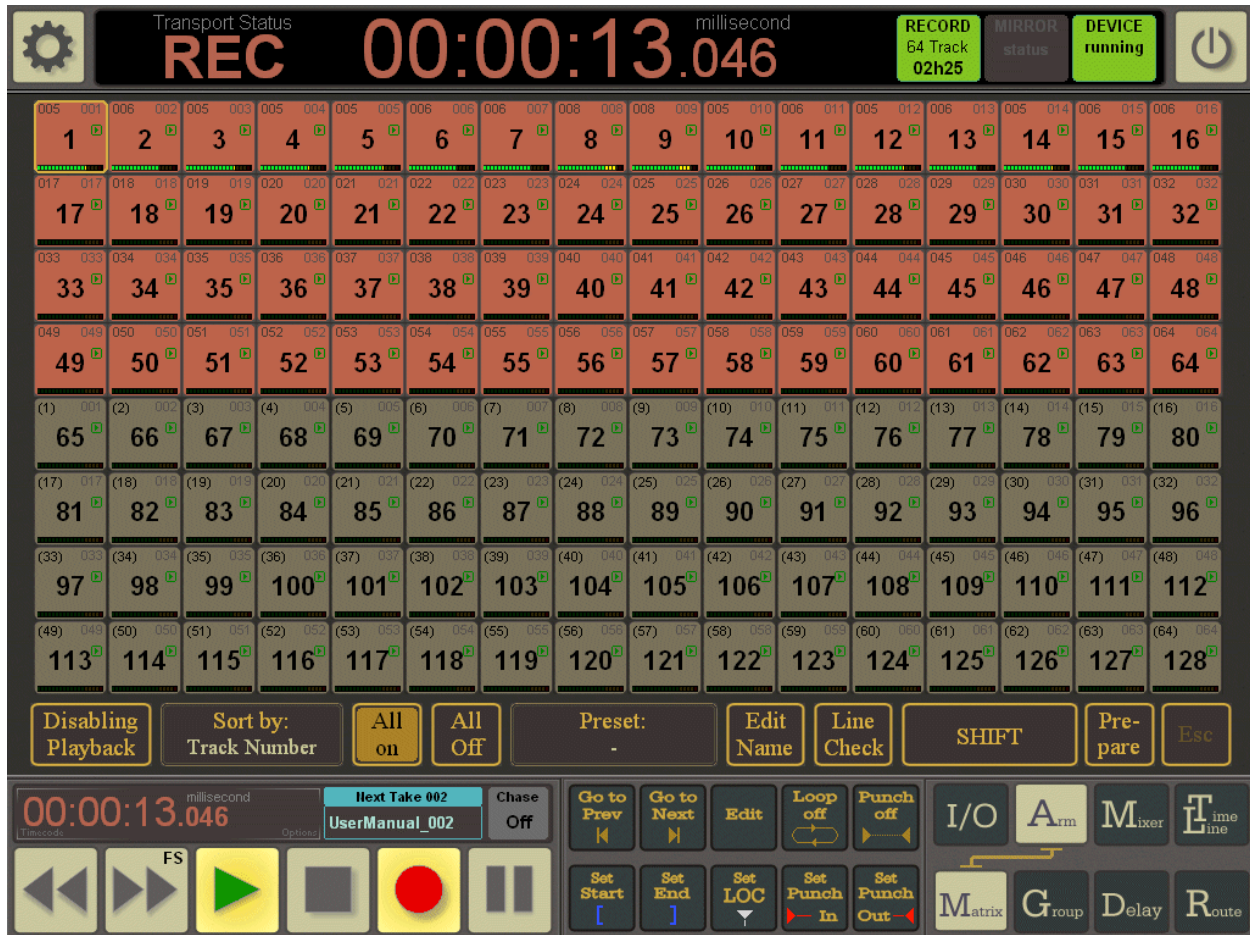 Transport Status
REC
00:00:13.046
millisecond
RECORD
64 Track
02h25
MIRROR
status
DEVICE
running
005 001 006 002 005 003 005 004 005 005 006 006 006 007 008 008 008 009 005 010 006 011 005 012 006 013 005 014 006 015 006 016
1 2 3 4 5 6 7 8 9 10 11 12 13 14 15 16
017 017 018 018 019 019 020 020 021 021 022 022 023 023 024 024 025 025 026 026 027 027 028 028 029 029 030 030 031 031 032 032
17 18 19 20 21 22 23 24 25 26 27 28 29 30 31 32
033 033 034 034 035 035 036 036 037 037 038 038 039 039 040 040 041 041 042 042 043 043 044 044 045 045 046 046 047 047 048 048
33 34 35 36 37 38 39 40 41 42 43 44 45 46 47 48
049 049 050 050 051 051 052 052 053 053 054 054 055 055 056 056 057 057 058 058 059 059 060 060 061 061 062 062 063 063 064 064
49 50 51 52 53 54 55 56 57 58 59 60 61 62 63 64
(1) 001 (2) 002 (3) 003 (4) 004 (5) 005 (6) 006 (7) 007 (8) 008 (9) 009 (10) 010 (11) 011 (12) 012 (13) 013 (14) 014 (15) 015 (16) 016
65 66 67 68 69 70 71 72 73 74 75 76 77 78 79 80
(17) 017 (18) 018 (19) 019 (20) 020 (21) 021 (22) 022 (23) 023 (24) 024 (25) 025 (26) 026 (27) 027 (28) 028 (29) 029 (30) 030 (31) 031 (32) 032
81 82 83 84 85 86 87 88 89 90 91 92 93 94 95 96
(33) 033 (34) 034 (35) 035 (36) 036 (37) 037 (38) 038 (39) 039 (40) 040 (41) 041 (42) 042 (43) 043 (44) 044 (45) 045 (46) 046 (47) 047 (48) 048
97 98 99 100 101 102 103 104 105 106 107 108 109 110 111 112
(49) 049 (50) 050 (51) 051 (52) 052 (53) 053 (54) 054 (55) 055 (56) 056 (57) 057 (58) 058 (59) 059 (60) 060 (61) 061 (62) 062 (63) 063 (64) 064
113 114 115 116 117 118 119 120 121 122 123 124 125 126 127 128
Disabling
Playback
Sort by:
Track Number
All
on
All
Off
Preset:
-
Edit
Name
Line
Check
SHIFT
Pre-
pare
Esc
00:00:13.046
millisecond
Timecode
Options
Next Take 002
UserManual_002
Chase
Off
FS
Go to
Prev
Go to
Next
Edit
Loop
off
Punch
off
Set
Start
Set
End
Set
LOC
Set
Punch
In
Set
Punch
Out
I/O
Arm
Mixer
Time
Line
Matrix
Group
Delay
Route